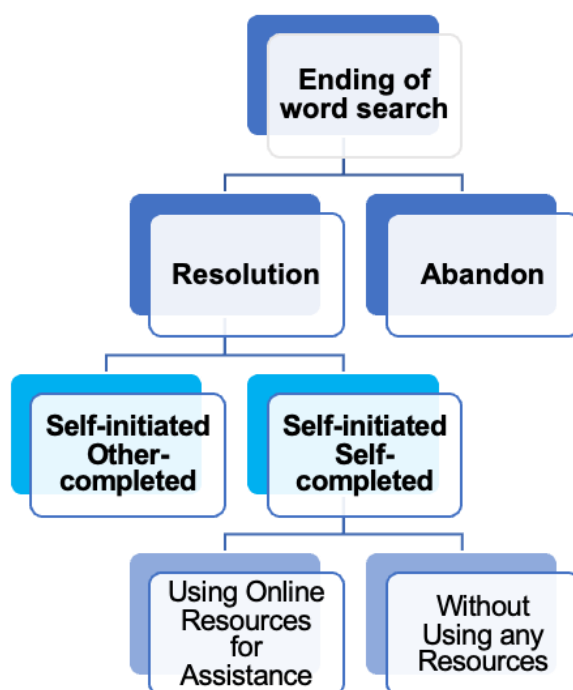 Ending of
word search
Resolution
Abandon
Self-initiated
Other-
completed
Self-initiated
Self-
completed
Using Online
Resources
for
Assistance
Without
Using any
Resources